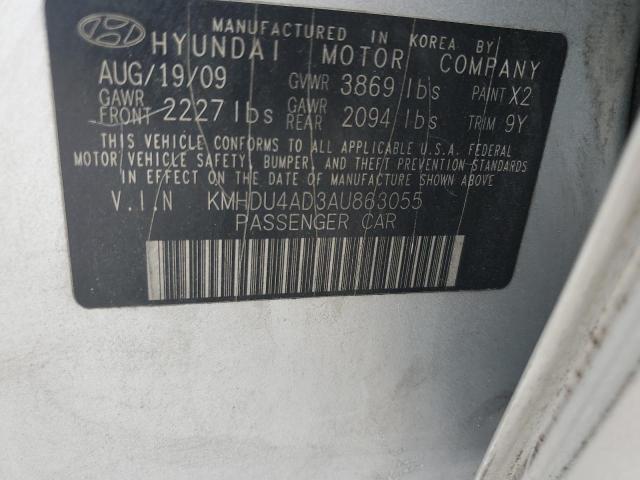 MANUFACTURED IN KOREA BY
HYUNDAI MOTOR COMPANY
AUG/19/09 GVWR 3869 lbs PAINT X2
GAWR FRONT 2227 lbs GAWR REAR 2094 lbs TRIM 9Y
THIS VEHICLE CONFORMS TO ALL APPLICABLE U.S.A. FEDERAL
MOTOR VEHICLE SAFETY, BUMPER, AND THEFT PREVENTION STANDARDS
IN EFFECT ON THE DATE OF MANUFACTURE SHOWN ABOVE.
V.I.N KMHDU4AD3AU863055
PASSENGER CAR